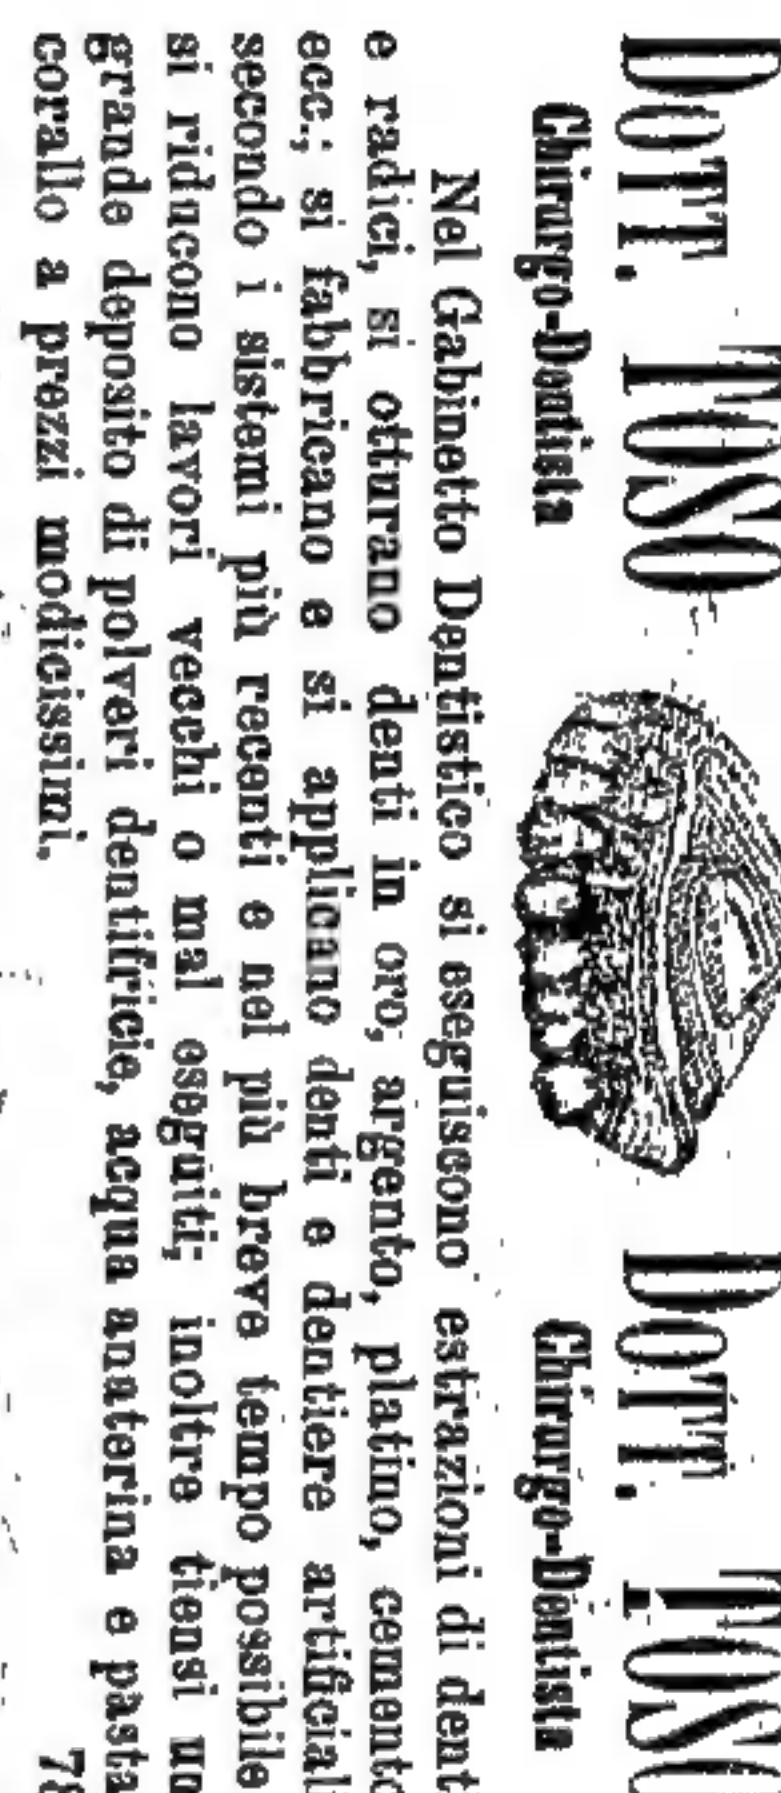 DOTT. TOSO DOTT. TOSO
Chirurgo-Dentista Chirurgo-Dentista
Nel Gabinetto Dentistico si eseguiscono estrazioni di dent
e radici, si otturano denti in oro, argento, platino, cemento
ecc.; si fabbricano e si applicano denti e dentiere artificiali
secondo i sistemi più recenti e nel più breve tempo possibile
si riducono lavori vecchi o mal eseguiti; inoltre tiensi un
grande deposito di polveri dentifricie, acqua anaterina e pasta
corallo a prezzi modicissimi. 78